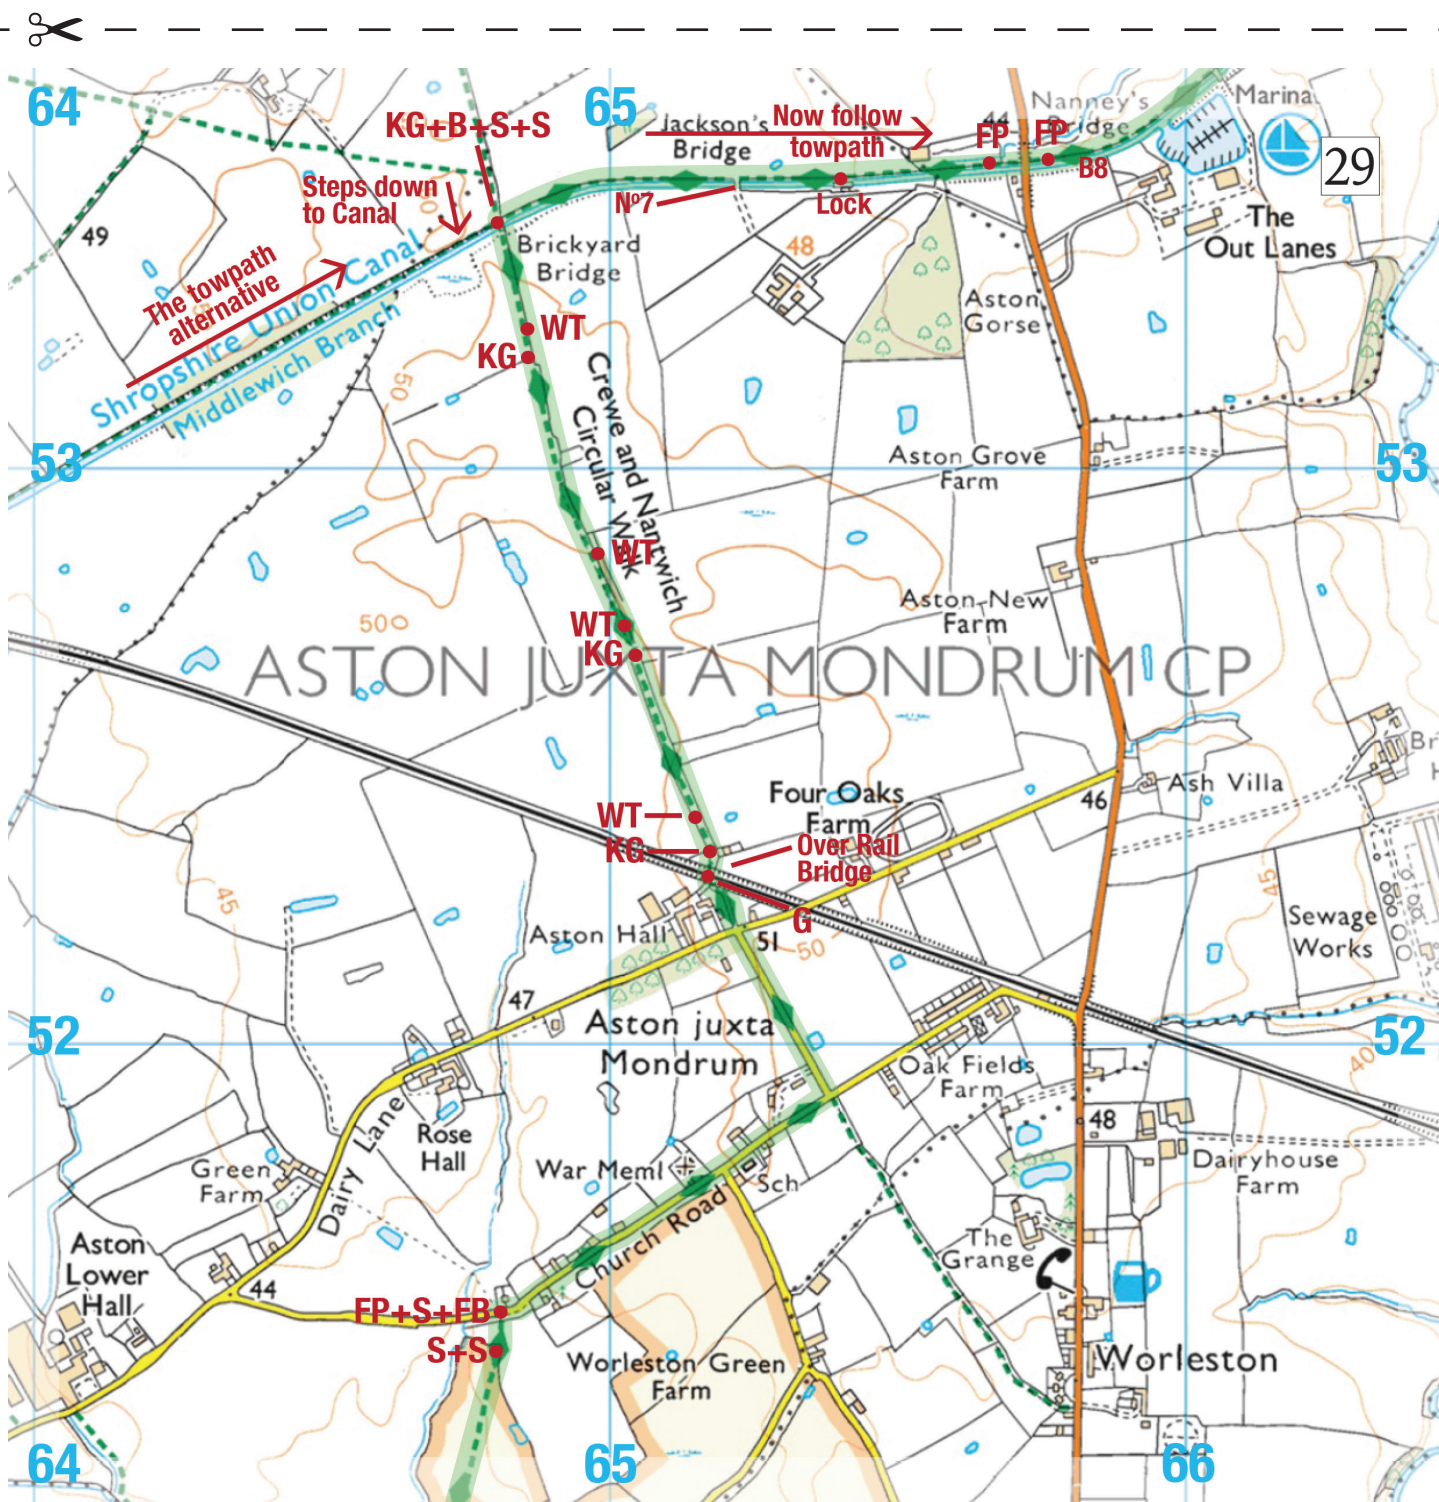 64
65
KG+B+S+S
Jackson's
Bridge
Now follow
towpath
44
FP
Nanney's
Bridge
FP
B8
Marina
29
Steps down
to Canal
Nº7
Lock
The
Out Lanes
49
50
Brickyard
Bridge
48
The towpath
alternative
Shropshire Union Canal
Middlewich Branch
Aston
Gorse
WT
KG
50
Crewe and Nantwich
Circular Walk
53
Aston Grove
Farm
53
WT
Aston New
Farm
500
WT
KG
ASTON JUXTA MONDRUM CP
Br
H
Four Oaks
Farm
46
Ash Villa
WT
KG
Over Rail
Bridge
45
45
G
Aston Hall
51
50
Sewage
Works
47
52
Aston juxta
Mondrum
52
Oak Fields
Farm
40
48
Dairy Lane
Rose
Hall
Green
Farm
War Meml
Sch
Dairyhouse
Farm
Church Road
The
Grange
Aston
Lower
Hall
44
FP+S+FB
S+S
Worleston Green
Farm
Worleston
64
65
66